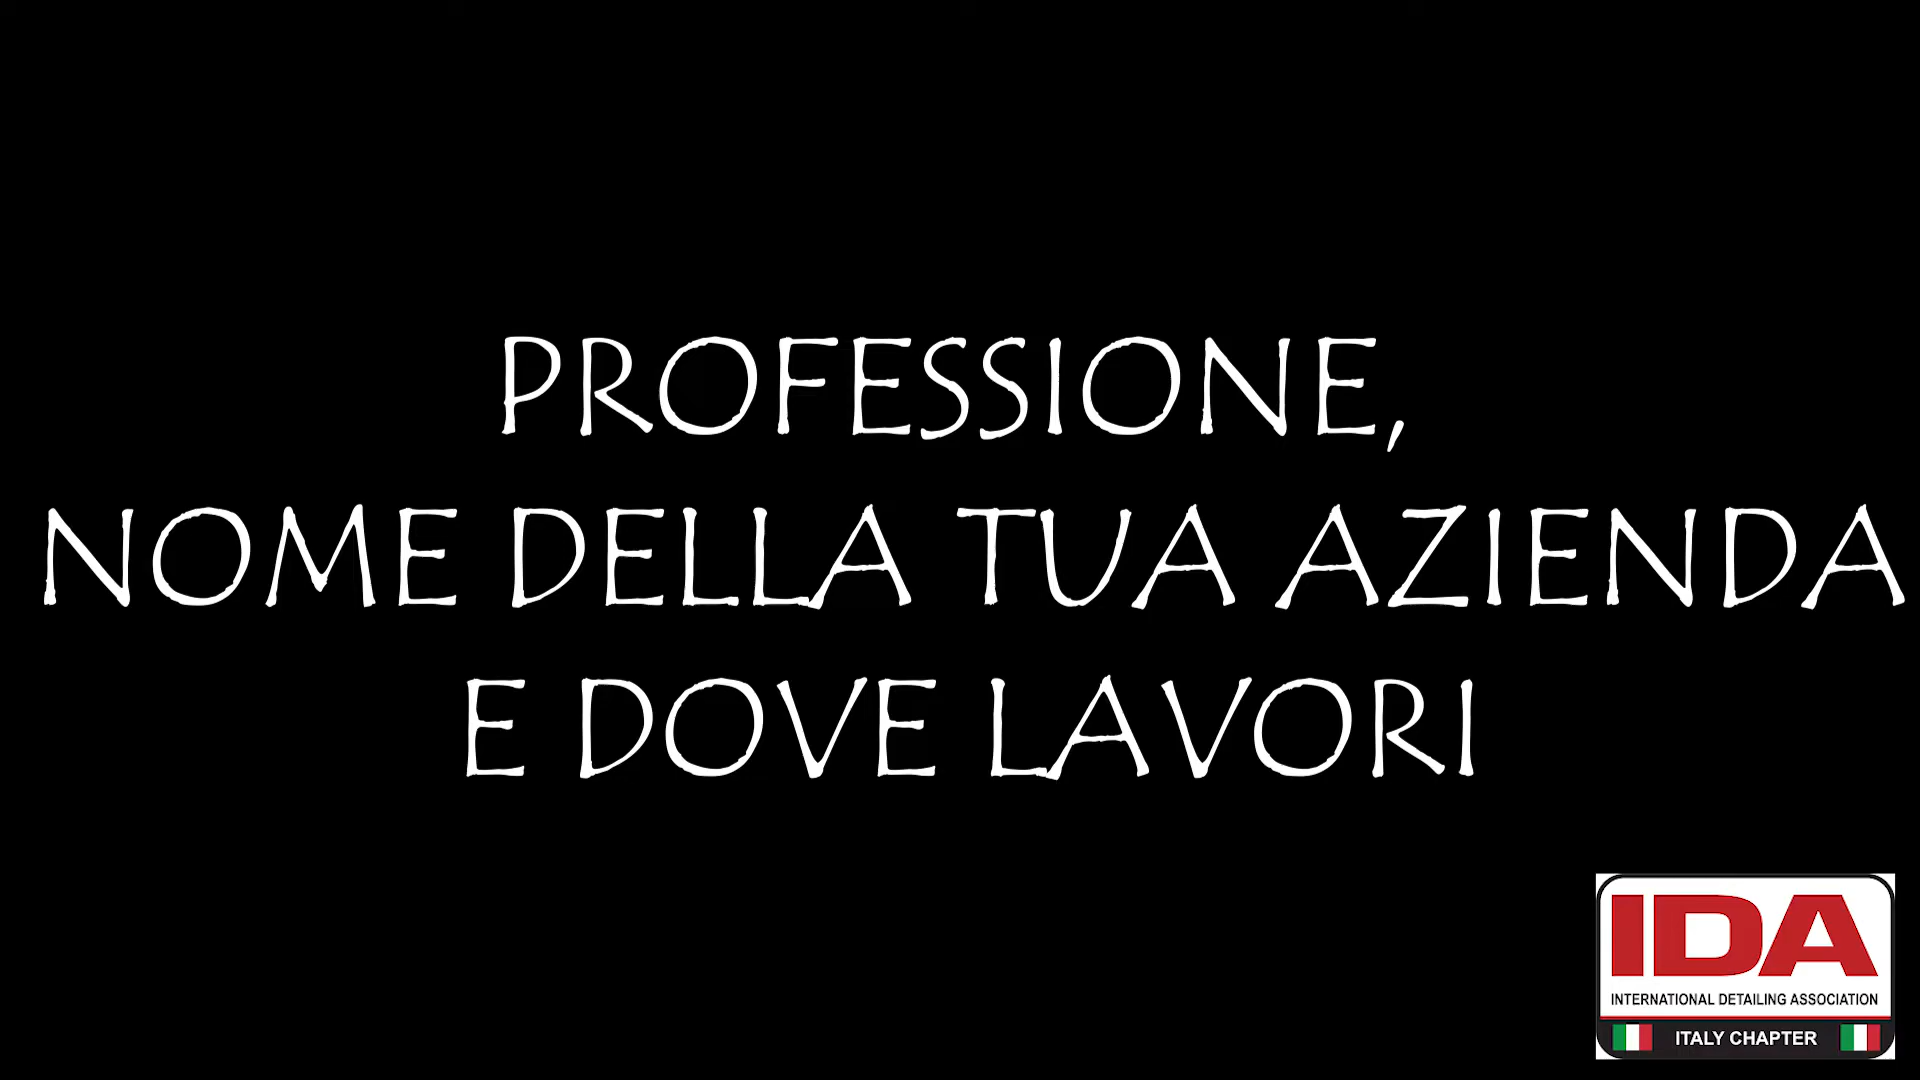 PROFESSIONE,
NOME DELLA TUA AZIENDA
E DOVE LAVORI
IDA
INTERNATIONAL DETAILING ASSOCIATION
ITALY CHAPTER